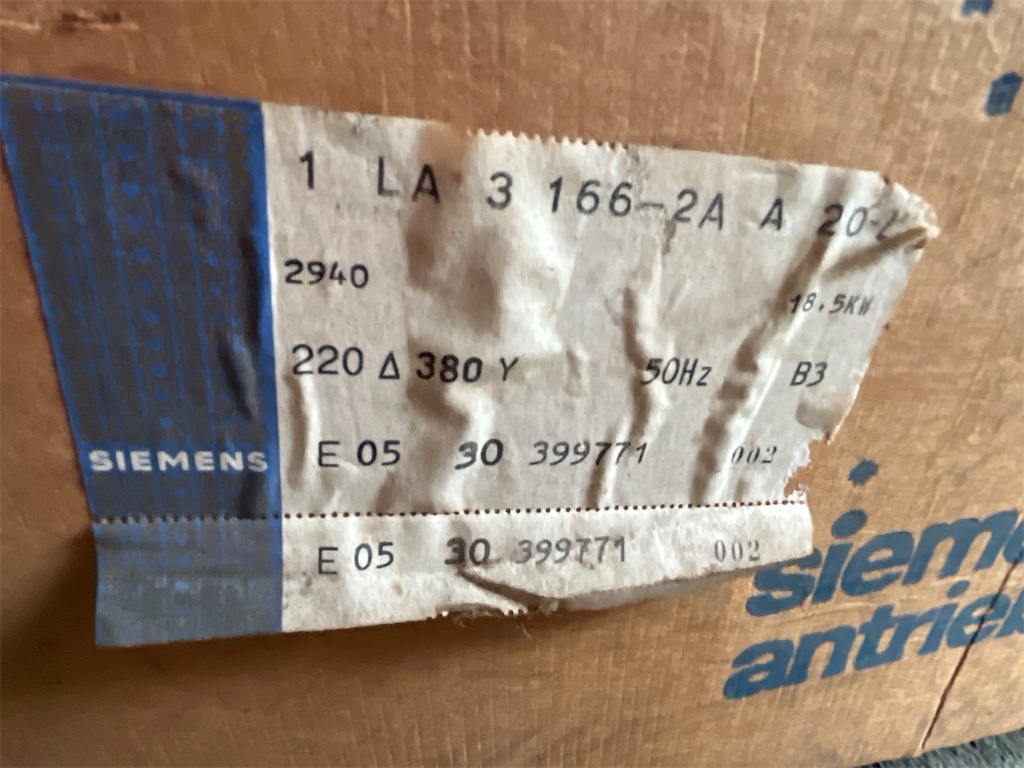 1 LA 3 166-2A A 20-
2940
18.5KW
220 Δ 380 Y 50Hz B3
E 05 30 399771 002
SIEMENS
E 05 30 399771 002
siem
antrie